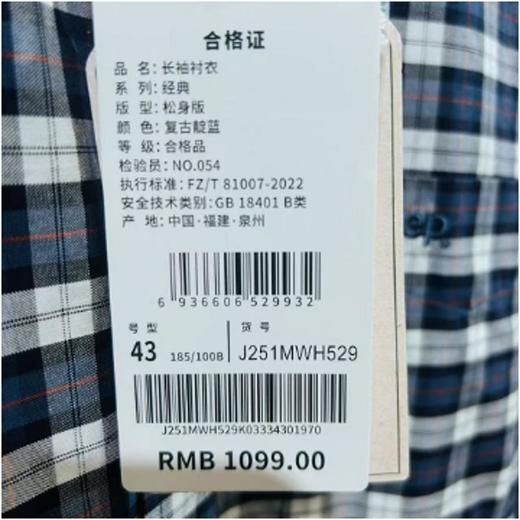 合格证
品 名:长袖衬衣
系 列:经典
版 型:松身版
颜 色:复古靛蓝
等 级:合格品
检验员:NO.054
执行标准:FZ/T 81007-2022
安全技术类别:GB 18401 B类
产 地:中国·福建·泉州
ep.
6 936606 529932
号型 货号
43 185/100B J251MWH529
J251MWH529K03334301970
RMB 1099.00